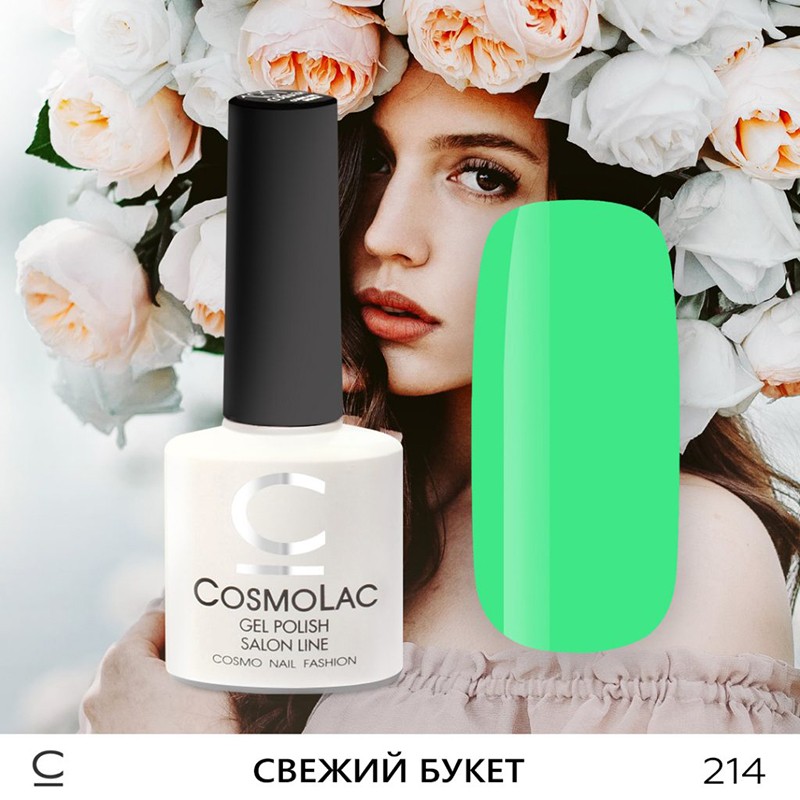 COSMOLAC
GEL POLISH
SALON LINE
COSMO NAIL FASHION
СВЕЖИЙ БУКЕТ
214